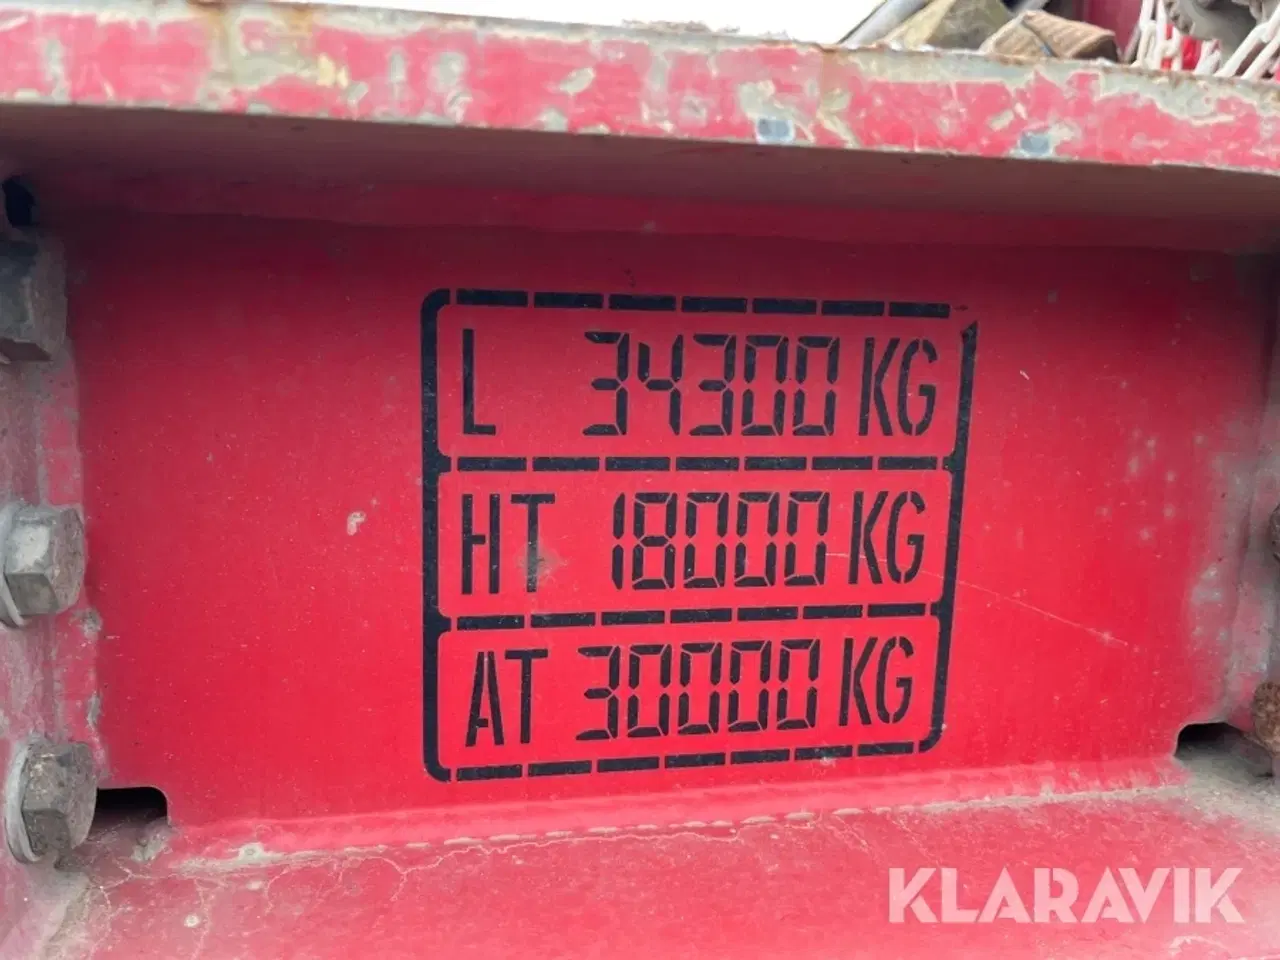 L 34300 KG
HT 18000 KG
AT 30000 KG
KLARAVIK